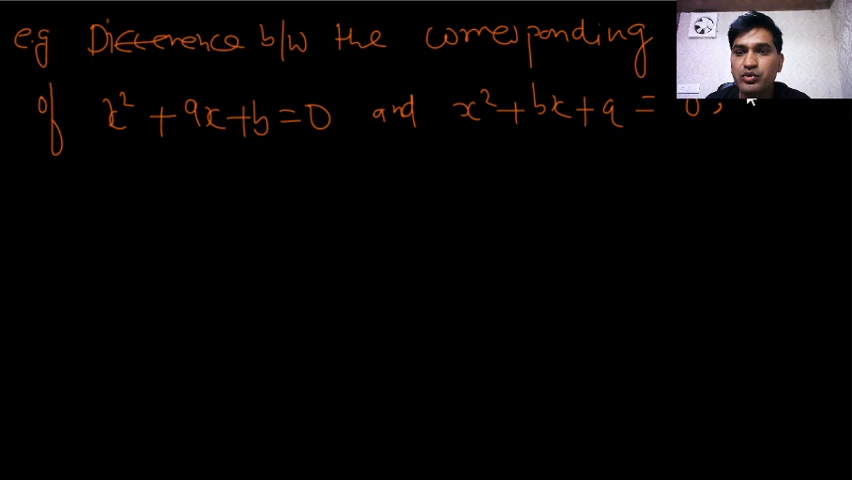 e.g Difference b/w the corresponding
of x² + ax + b = 0 and x² + bx + a = 0,